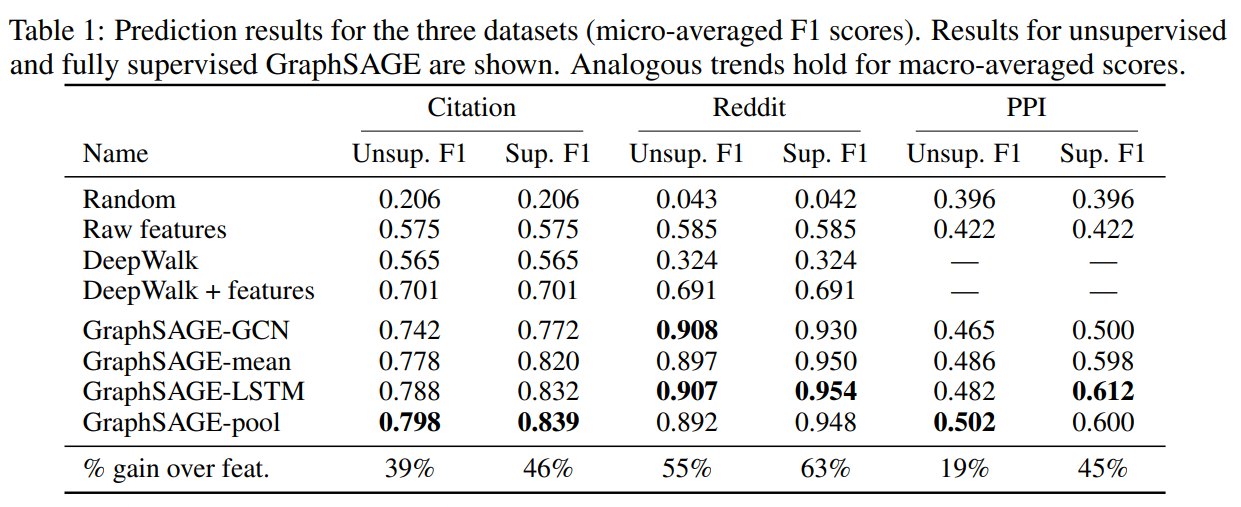 Table 1: Prediction results for the three datasets (micro-averaged F1 scores). Results for unsupervised
and fully supervised GraphSAGE are shown. Analogous trends hold for macro-averaged scores.
Citation Reddit PPI
Name Unsup. F1 Sup. F1 Unsup. F1 Sup. F1 Unsup. F1 Sup. F1
Random 0.206 0.206 0.043 0.042 0.396 0.396
Raw features 0.575 0.575 0.585 0.585 0.422 0.422
DeepWalk 0.565 0.565 0.324 0.324 — —
DeepWalk + features 0.701 0.701 0.691 0.691 — —
GraphSAGE-GCN 0.742 0.772 0.908 0.930 0.465 0.500
GraphSAGE-mean 0.778 0.820 0.897 0.950 0.486 0.598
GraphSAGE-LSTM 0.788 0.832 0.907 0.954 0.482 0.612
GraphSAGE-pool 0.798 0.839 0.892 0.948 0.502 0.600
% gain over feat. 39% 46% 55% 63% 19% 45%